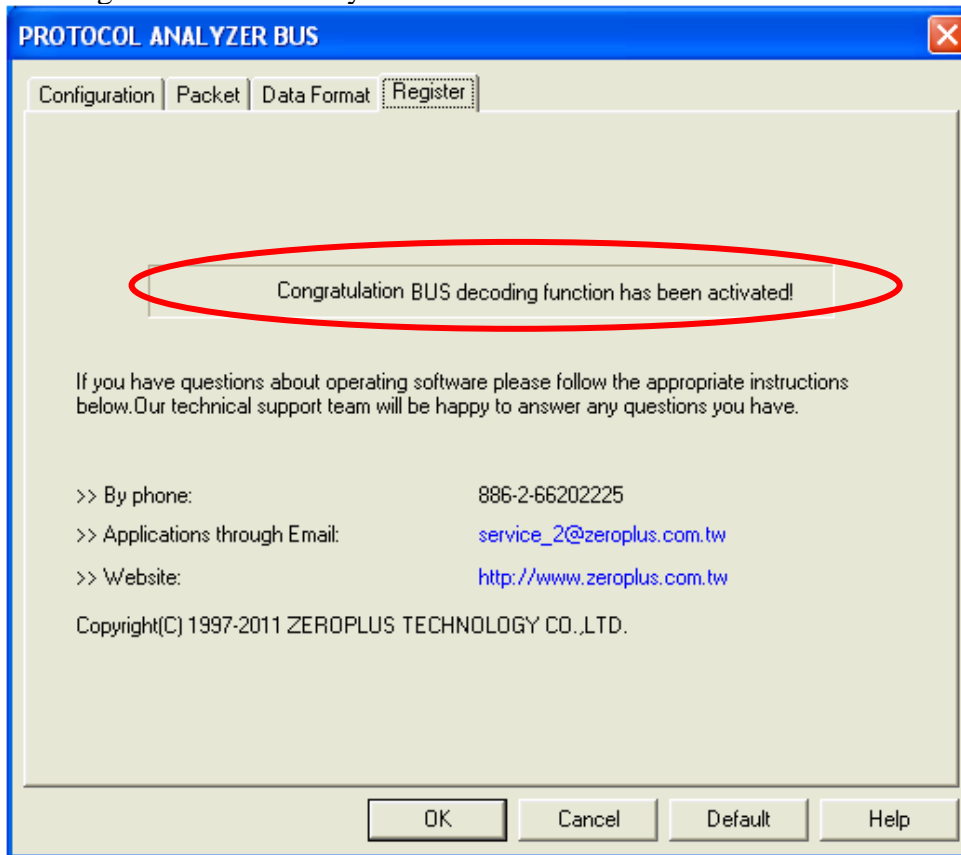 PROTOCOL ANALYZER BUS
Configuration Packet Data Format Register
Congratulation BUS decoding function has been activated!
If you have questions about operating software please follow the appropriate instructions
below.Our technical support team will be happy to answer any questions you have.
>> By phone: 886-2-66202225
>> Applications through Email: service_2@zeroplus.com.tw
>> Website: http://www.zeroplus.com.tw
Copyright(C) 1997-2011 ZEROPLUS TECHNOLOGY CO.,LTD.
OK Cancel Default Help